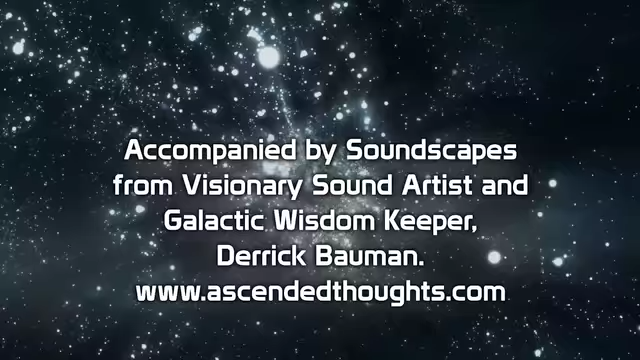 Accompanied by Soundscapes
from Visionary Sound Artist and
Galactic Wisdom Keeper,
Derrick Bauman.
www.ascendedthoughts.com